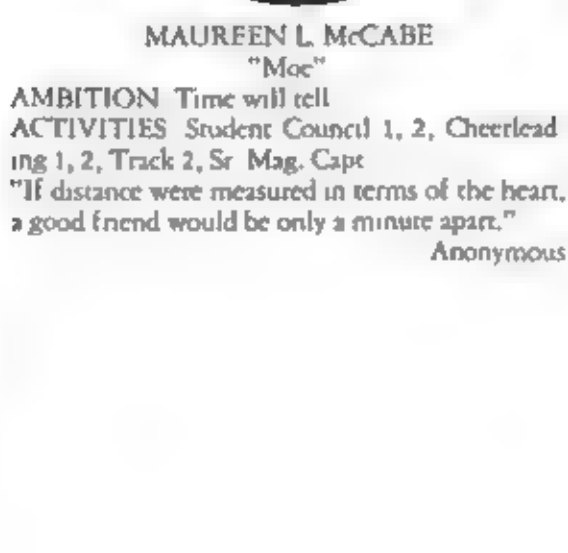 MAUREEN L. McCABE
"Moe"
AMBITION Time will tell
ACTIVITIES Student Council 1, 2, Cheerlead
ing 1, 2, Track 2, Sr Mag. Capt
"If distance were measured in terms of the heart,
a good friend would be only a minute apart."
Anonymous